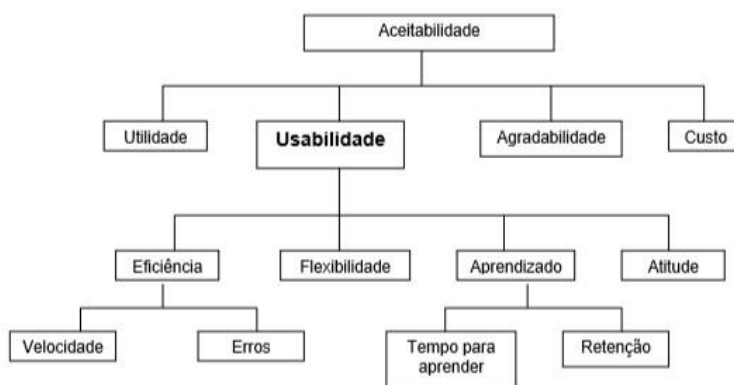 Aceitabilidade
Utilidade
Usabilidade
Agradabilidade
Custo
Eficiência
Flexibilidade
Aprendizado
Atitude
Velocidade
Erros
Tempo para
aprender
Retenção